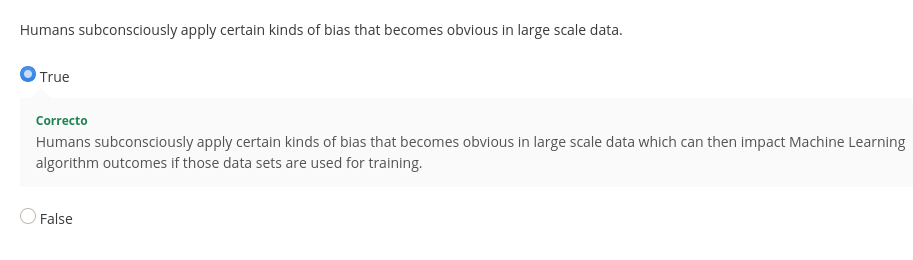 Humans subconsciously apply certain kinds of bias that becomes obvious in large scale data.
True
Correcto
Humans subconsciously apply certain kinds of bias that becomes obvious in large scale data which can then impact Machine Learning
algorithm outcomes if those data sets are used for training.
False